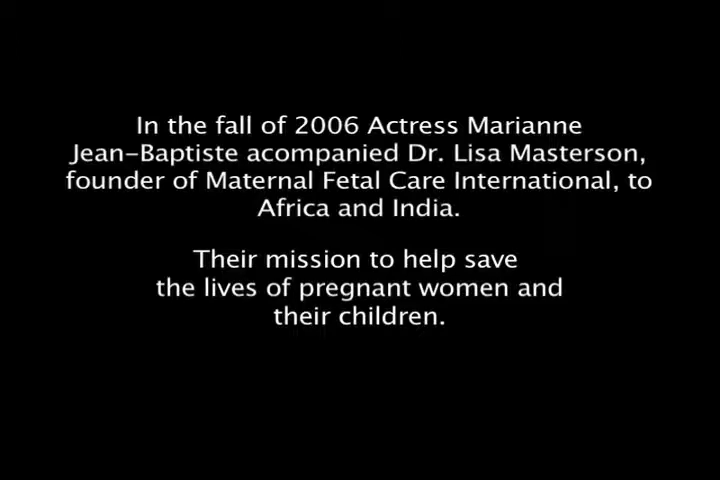 In the fall of 2006 Actress Marianne
Jean-Baptiste acompanied Dr. Lisa Masterson,
founder of Maternal Fetal Care International, to
Africa and India.
Their mission to help save
the lives of pregnant women and
their children.